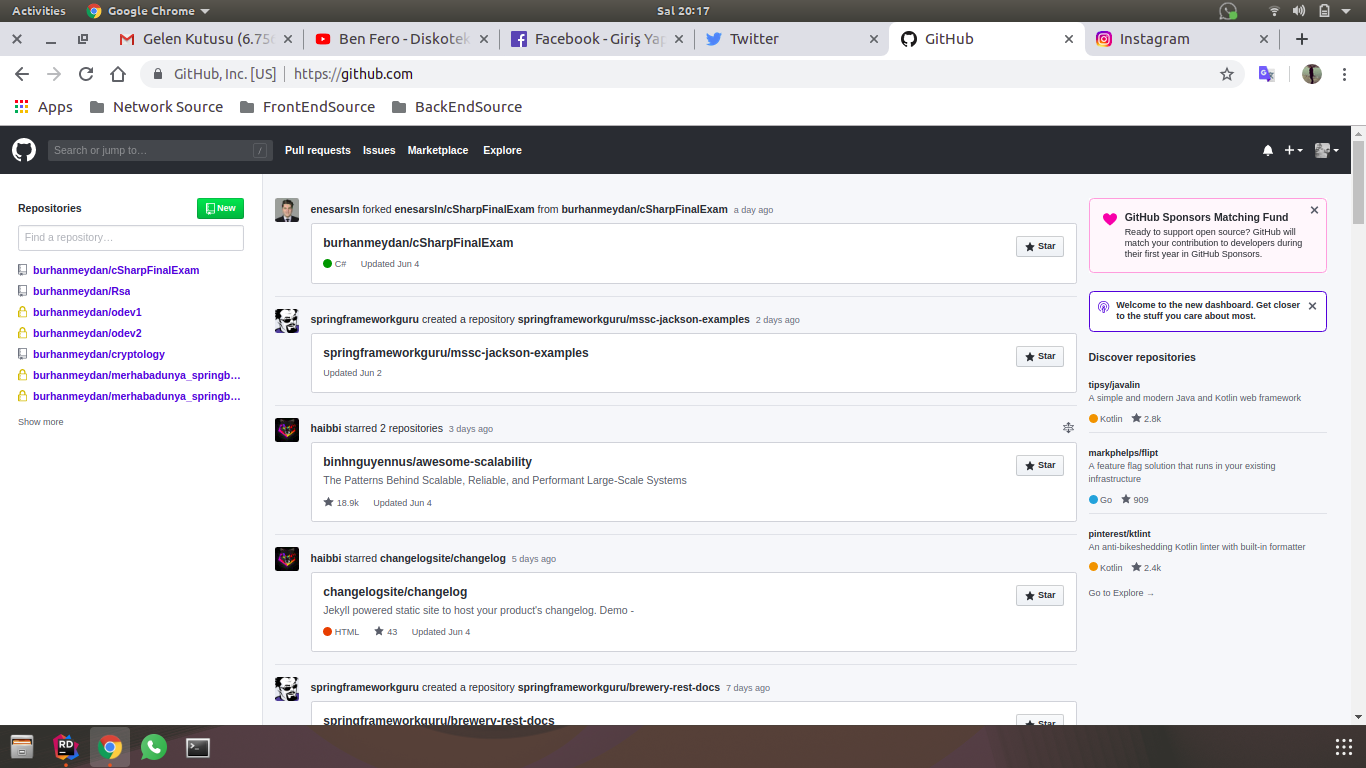 Activities Google Chrome Sal 20:17
Gelen Kutusu (6.75 Ben Fero - Diskotek Facebook - Giriş Yap Twitter GitHub Instagram
GitHub, Inc. [US] https://github.com
Apps Network Source FrontEndSource BackEndSource
Search or jump to… / Pull requests Issues Marketplace Explore
Repositories New
Find a repository…
burhanmeydan/cSharpFinalExam
burhanmeydan/Rsa
burhanmeydan/odev1
burhanmeydan/odev2
burhanmeydan/cryptology
burhanmeydan/merhabadunya_springb…
burhanmeydan/merhabadunya_springb…
Show more
enesarsln forked enesarsln/cSharpFinalExam from burhanmeydan/cSharpFinalExam a day ago
burhanmeydan/cSharpFinalExam
Star
C# Updated Jun 4
springframeworkguru created a repository springframeworkguru/mssc-jackson-examples 2 days ago
springframeworkguru/mssc-jackson-examples
Star
Updated Jun 2
haibbi starred 2 repositories 3 days ago
binhnguyennus/awesome-scalability
Star
The Patterns Behind Scalable, Reliable, and Performant Large-Scale Systems
18.9k Updated Jun 4
haibbi starred changelogsite/changelog 5 days ago
changelogsite/changelog
Star
Jekyll powered static site to host your product's changelog. Demo -
HTML 43 Updated Jun 4
springframeworkguru created a repository springframeworkguru/brewery-rest-docs 7 days ago
springframeworkguru/brewery-rest-docs
Star
GitHub Sponsors Matching Fund
Ready to support open source? GitHub will
match your contribution to developers during
their first year in GitHub Sponsors.
Welcome to the new dashboard. Get closer
to the stuff you care about most.
Discover repositories
tipsy/javalin
A simple and modern Java and Kotlin web framework
Kotlin 2.8k
markphelps/flipt
A feature flag solution that runs in your existing
infrastructure
Go 909
pinterest/ktlint
An anti-bikeshedding Kotlin linter with built-in formatter
Kotlin 2.4k
Go to Explore →
RD